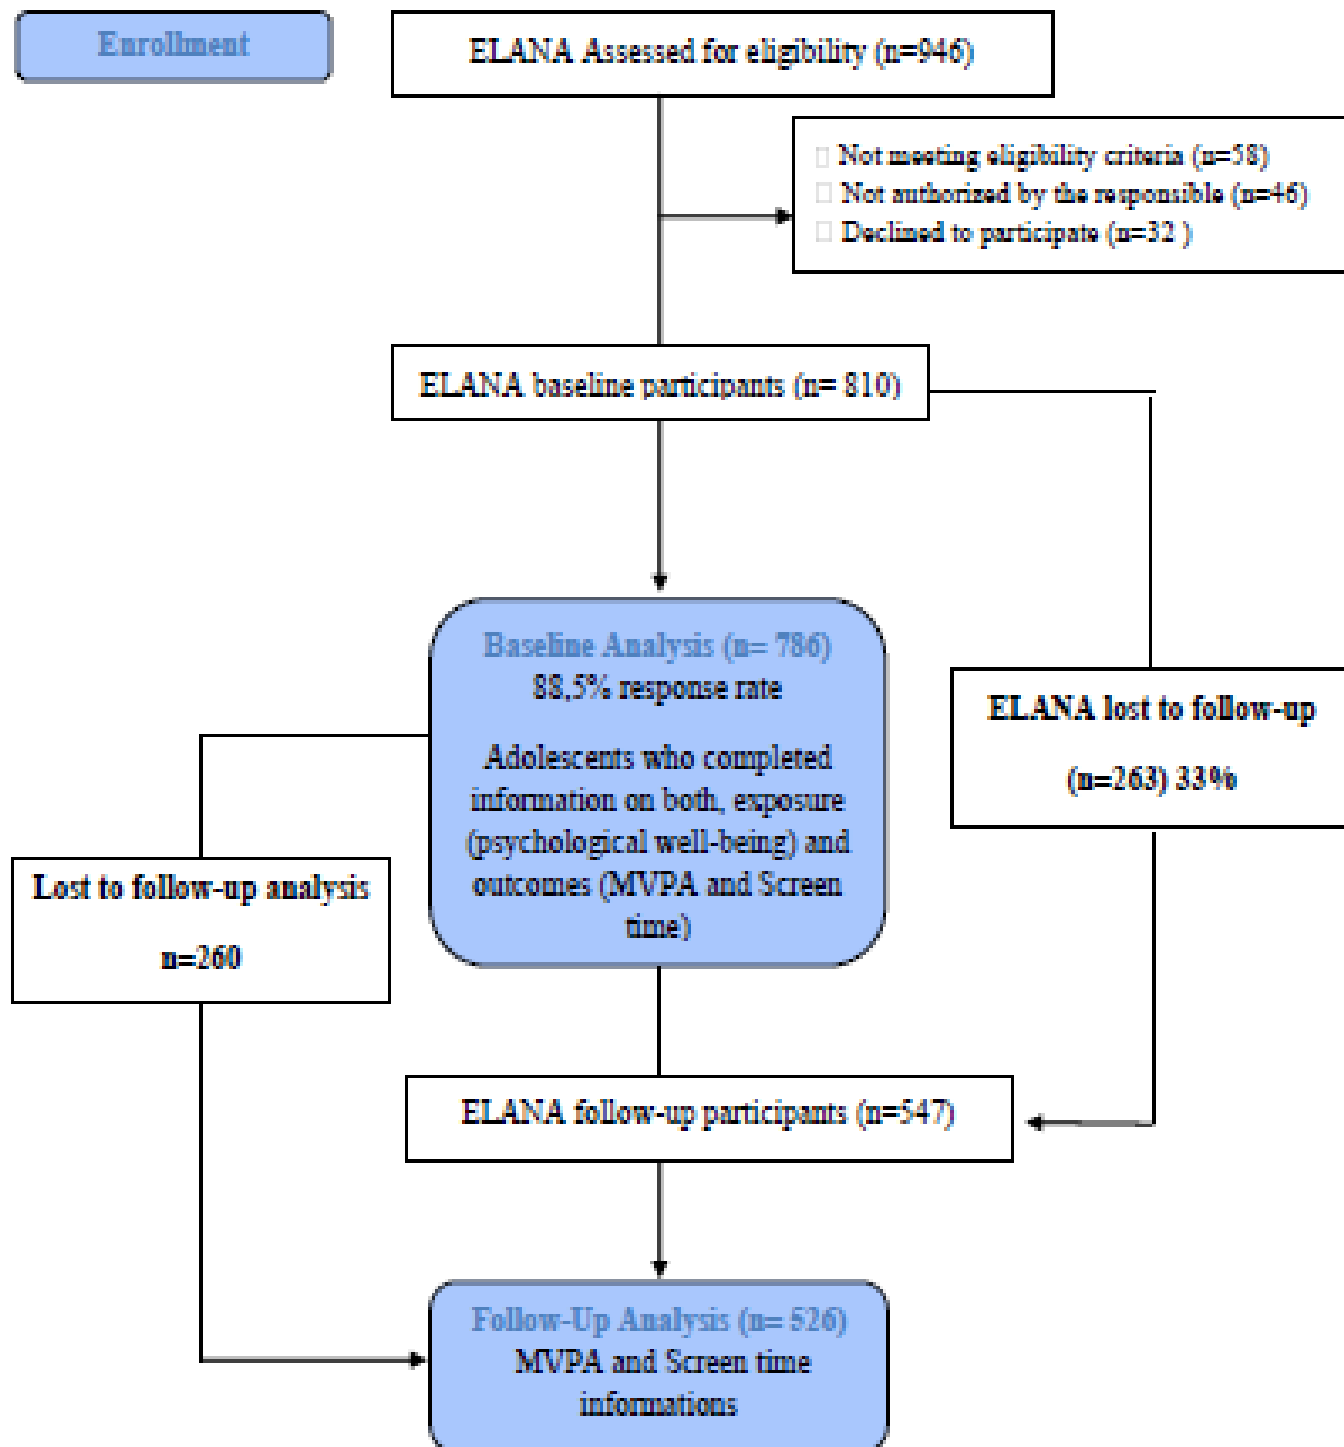 Enrollment
ELANA Assessed for eligibility (n=946)
Not meeting eligibility criteria (n=58)
Not authorized by the responsible (n=46)
Declined to participate (n=32 )
ELANA baseline participants (n= 810)
Baseline Analysis (n= 786)
88,5% response rate
Adolescents who completed
information on both, exposure
(psychological well-being) and
outcomes (MVPA and Screen
time)
ELANA lost to follow-up
(n=263) 33%
Lost to follow-up analysis
n=260
ELANA follow-up participants (n=547)
Follow-Up Analysis (n= 526)
MVPA and Screen time
informations